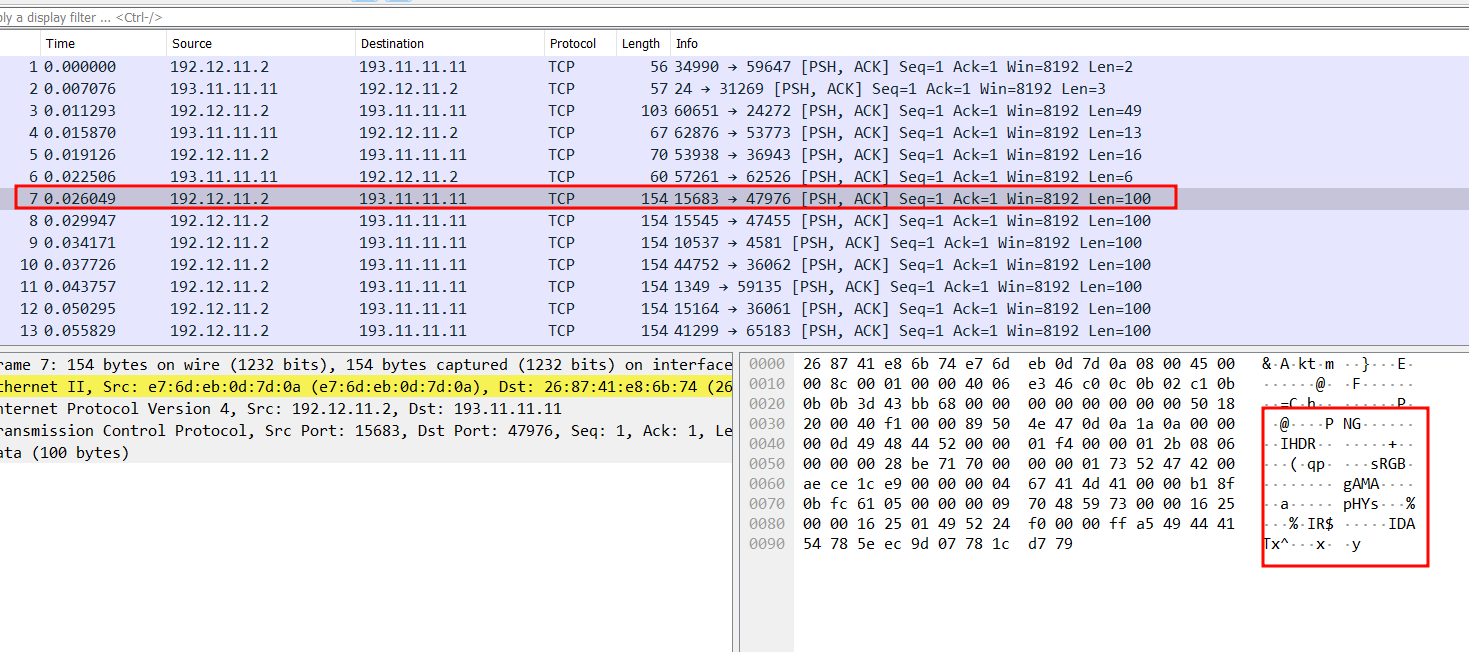 ply a display filter ... <Ctrl-/>
Time Source Destination Protocol Length Info
1 0.000000 192.12.11.2 193.11.11.11 TCP 56 34990 → 59647 [PSH, ACK] Seq=1 Ack=1 Win=8192 Len=2
2 0.007076 193.11.11.11 192.12.11.2 TCP 57 24 → 31269 [PSH, ACK] Seq=1 Ack=1 Win=8192 Len=3
3 0.011293 192.12.11.2 193.11.11.11 TCP 103 60651 → 24272 [PSH, ACK] Seq=1 Ack=1 Win=8192 Len=49
4 0.015870 193.11.11.11 192.12.11.2 TCP 67 62876 → 53773 [PSH, ACK] Seq=1 Ack=1 Win=8192 Len=13
5 0.019126 192.12.11.2 193.11.11.11 TCP 70 53938 → 36943 [PSH, ACK] Seq=1 Ack=1 Win=8192 Len=16
6 0.022506 193.11.11.11 192.12.11.2 TCP 60 57261 → 62526 [PSH, ACK] Seq=1 Ack=1 Win=8192 Len=6
7 0.026049 192.12.11.2 193.11.11.11 TCP 154 15683 → 47976 [PSH, ACK] Seq=1 Ack=1 Win=8192 Len=100
8 0.029947 192.12.11.2 193.11.11.11 TCP 154 15545 → 47455 [PSH, ACK] Seq=1 Ack=1 Win=8192 Len=100
9 0.034171 192.12.11.2 193.11.11.11 TCP 154 10537 → 4581 [PSH, ACK] Seq=1 Ack=1 Win=8192 Len=100
10 0.037726 192.12.11.2 193.11.11.11 TCP 154 44752 → 36062 [PSH, ACK] Seq=1 Ack=1 Win=8192 Len=100
11 0.043757 192.12.11.2 193.11.11.11 TCP 154 1349 → 59135 [PSH, ACK] Seq=1 Ack=1 Win=8192 Len=100
12 0.050295 192.12.11.2 193.11.11.11 TCP 154 15164 → 36061 [PSH, ACK] Seq=1 Ack=1 Win=8192 Len=100
13 0.055829 192.12.11.2 193.11.11.11 TCP 154 41299 → 65183 [PSH, ACK] Seq=1 Ack=1 Win=8192 Len=100
rame 7: 154 bytes on wire (1232 bits), 154 bytes captured (1232 bits) on interface
thernet II, Src: e7:6d:eb:0d:7d:0a (e7:6d:eb:0d:7d:0a), Dst: 26:87:41:e8:6b:74 (26
nternet Protocol Version 4, Src: 192.12.11.2, Dst: 193.11.11.11
ransmission Control Protocol, Src Port: 15683, Dst Port: 47976, Seq: 1, Ack: 1, Le
ata (100 bytes)
0000 26 87 41 e8 6b 74 e7 6d eb 0d 7d 0a 08 00 45 00 &·A·kt·m ··}···E·
0010 00 8c 00 01 00 00 40 06 e3 46 c0 0c 0b 02 c1 0b ······@· ·F······
0020 0b 0b 3d 43 bb 68 00 00 00 00 00 00 00 00 50 18 ··=C·h·· ······P·
0030 20 00 40 f1 00 00 89 50 4e 47 0d 0a 1a 0a 00 00 ·@····P NG······
0040 00 0d 49 48 44 52 00 00 01 f4 00 00 01 2b 08 06 ··IHDR·· ·····+··
0050 00 00 00 28 be 71 70 00 00 00 01 73 52 47 42 00 ···(·qp· ···sRGB·
0060 ae ce 1c e9 00 00 00 04 67 41 4d 41 00 00 b1 8f ········ gAMA····
0070 0b fc 61 05 00 00 00 09 70 48 59 73 00 00 16 25 ··a····· pHYs···%
0080 00 00 16 25 01 49 52 24 f0 00 00 ff a5 49 44 41 ···%·IR$ ·····IDA
0090 54 78 5e ec 9d 07 78 1c d7 79 Tx^···x· ·y